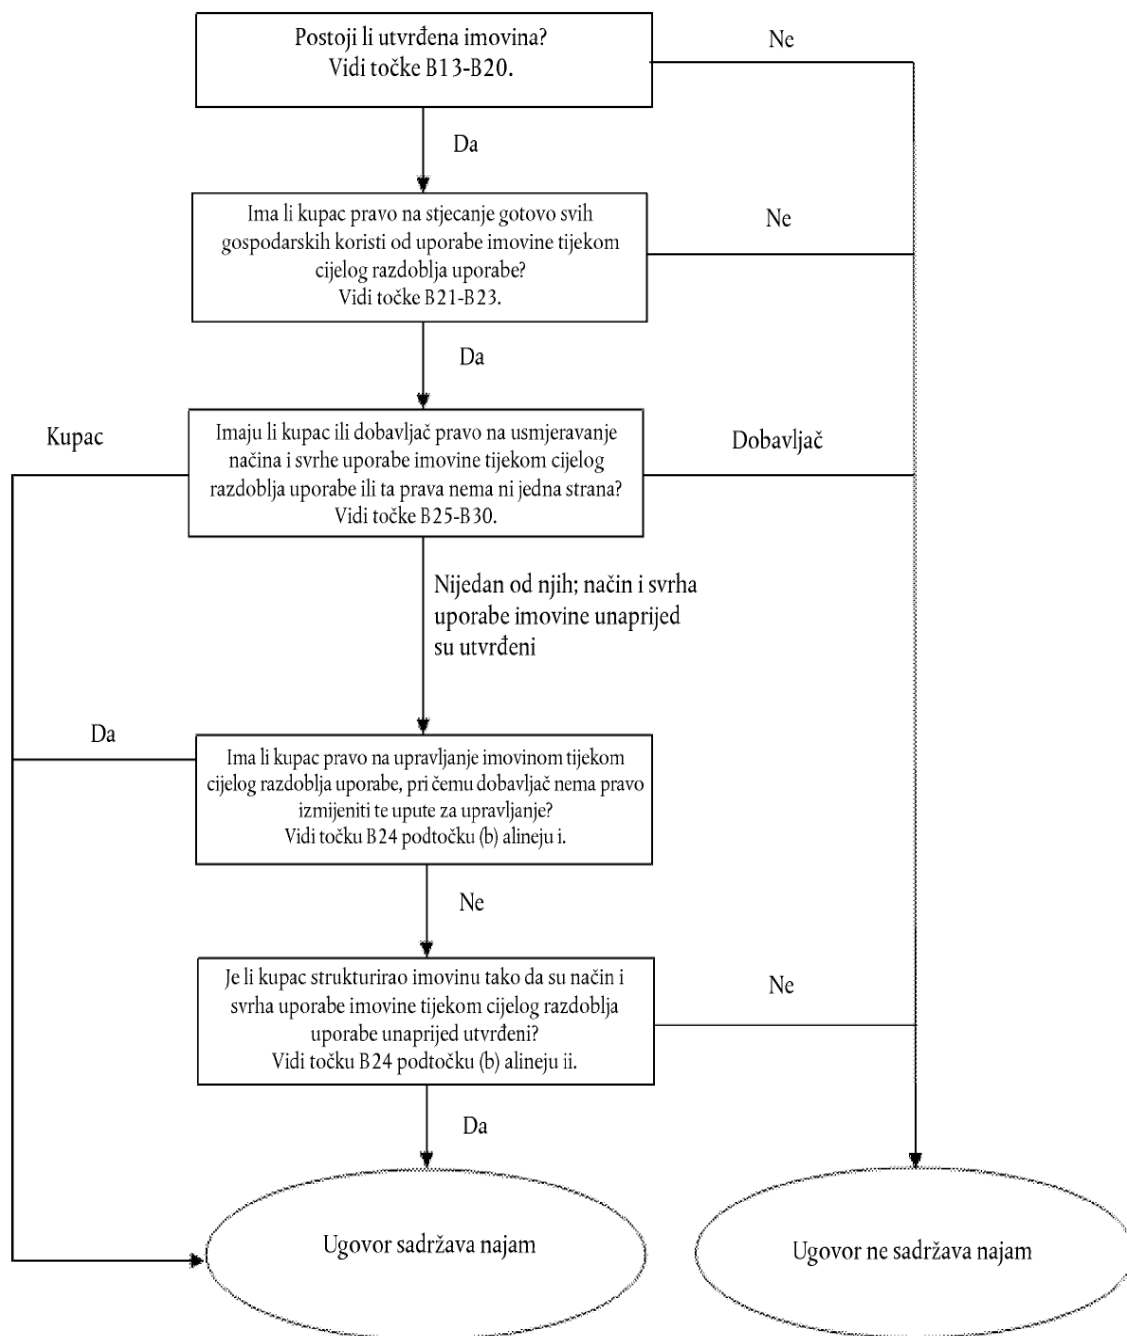 Postoji li utvrđena imovina?
Vidi točke B13-B20.
Ne
Da
Ima li kupac pravo na stjecanje gotovo svih
gospodarskih koristi od uporabe imovine tijekom
cijelog razdoblja uporabe?
Vidi točke B21-B23.
Ne
Da
Kupac
Imaju li kupac ili dobavljač pravo na usmjeravanje
načina i svrhe uporabe imovine tijekom cijelog
razdoblja uporabe ili ta prava nema ni jedna strana?
Vidi točke B25-B30.
Dobavljač
Nijedan od njih; način i svrha
uporabe imovine unaprijed
su utvrđeni
Da
Ima li kupac pravo na upravljanje imovinom tijekom
cijelog razdoblja uporabe, pri čemu dobavljač nema pravo
izmijeniti te upute za upravljanje?
Vidi točku B24 podtočku (b) alineju i.
Ne
Je li kupac strukturirao imovinu tako da su način i
svrha uporabe imovine tijekom cijelog razdoblja
uporabe unaprijed utvrđeni?
Vidi točku B24 podtočku (b) alineju ii.
Ne
Da
Ugovor sadržava najam
Ugovor ne sadržava najam